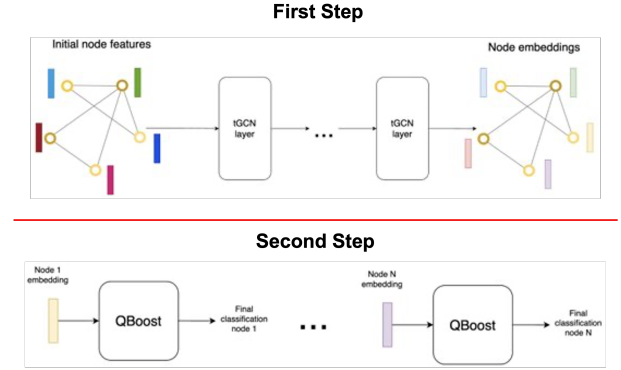 First Step
Initial node features
Node embeddings
tGCN
layer
...
tGCN
layer
Second Step
Node 1
embedding
QBoost
Final
classification
node 1
...
Node N
embedding
QBoost
Final
classification
node N